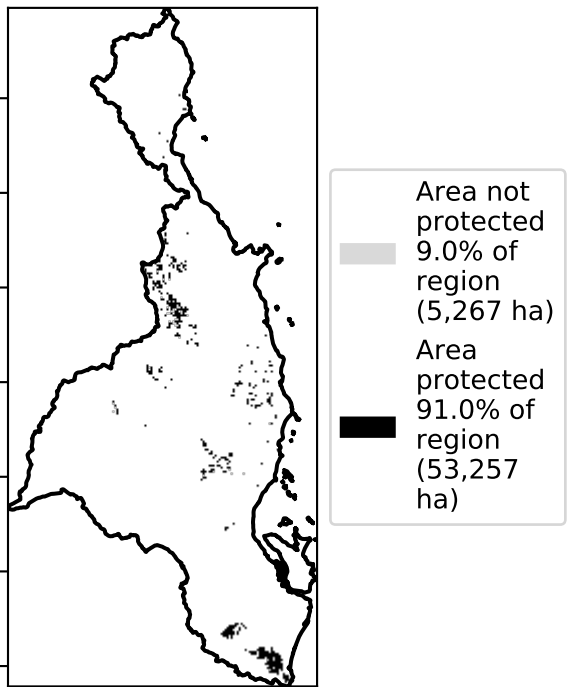 Area not
protected
9.0% of
region
(5,267 ha)
Area
protected
91.0% of
region
(53,257
ha)